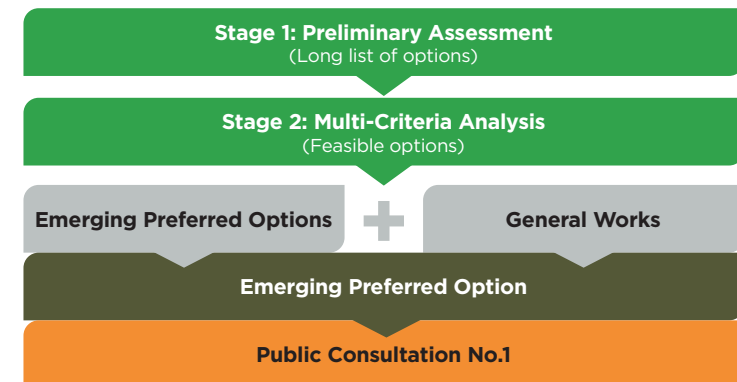 Stage 1: Preliminary Assessment
(Long list of options)
Stage 2: Multi-Criteria Analysis
(Feasible options)
Emerging Preferred Options
+
General Works
Emerging Preferred Option
Public Consultation No.1